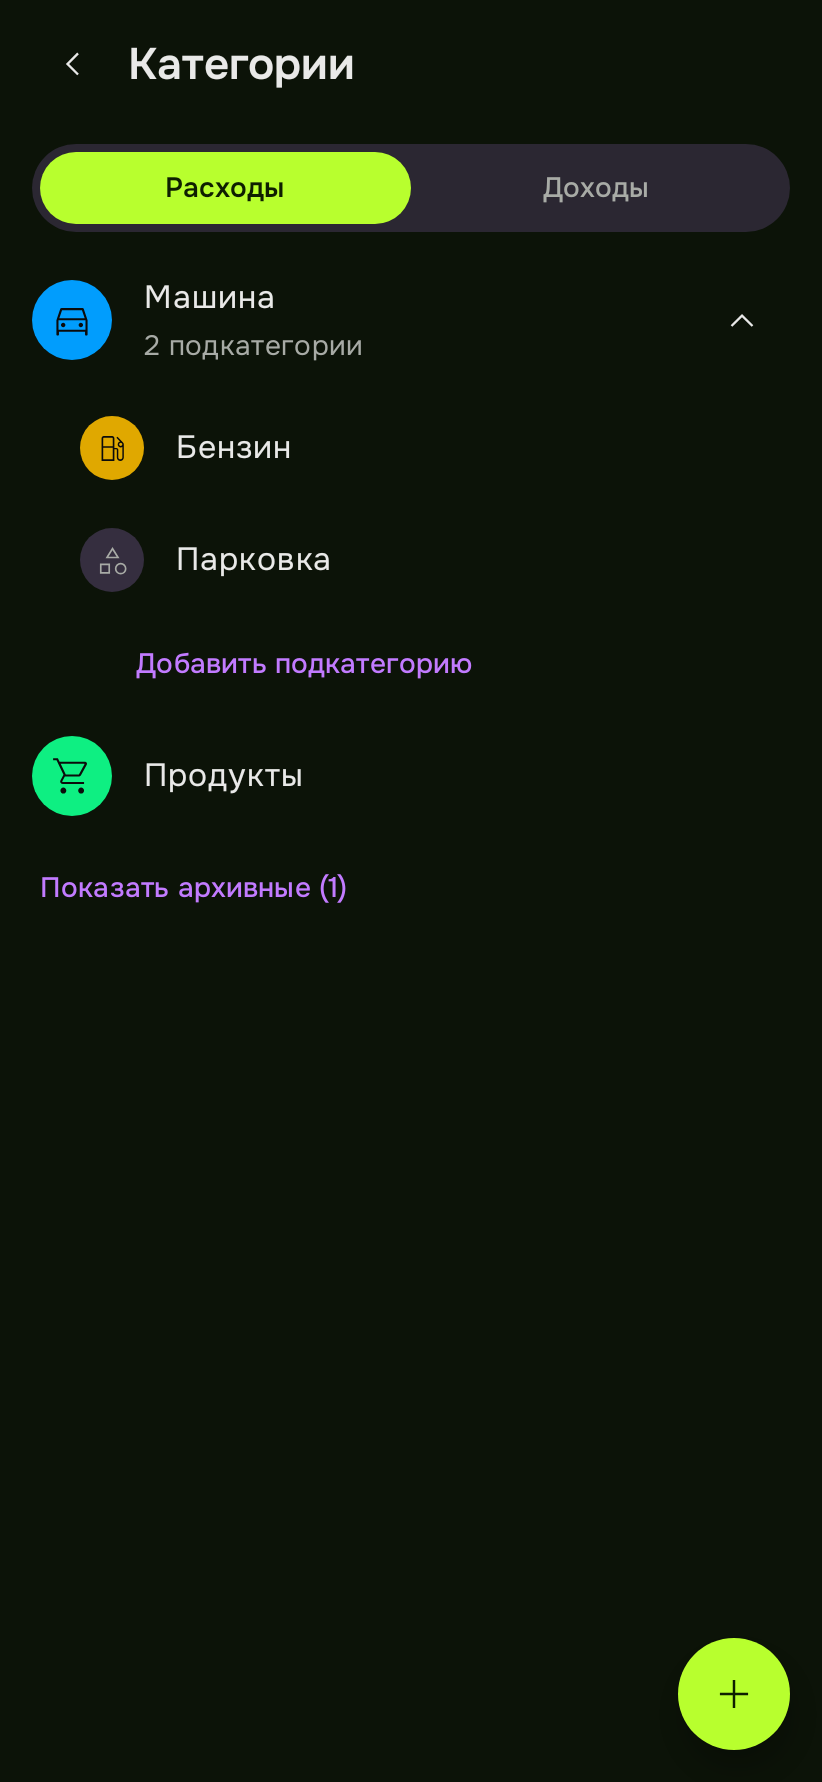 Категории
Расходы
Доходы
Машина
2 подкатегории
Бензин
Парковка
Добавить подкатегорию
Продукты
Показать архивные (1)